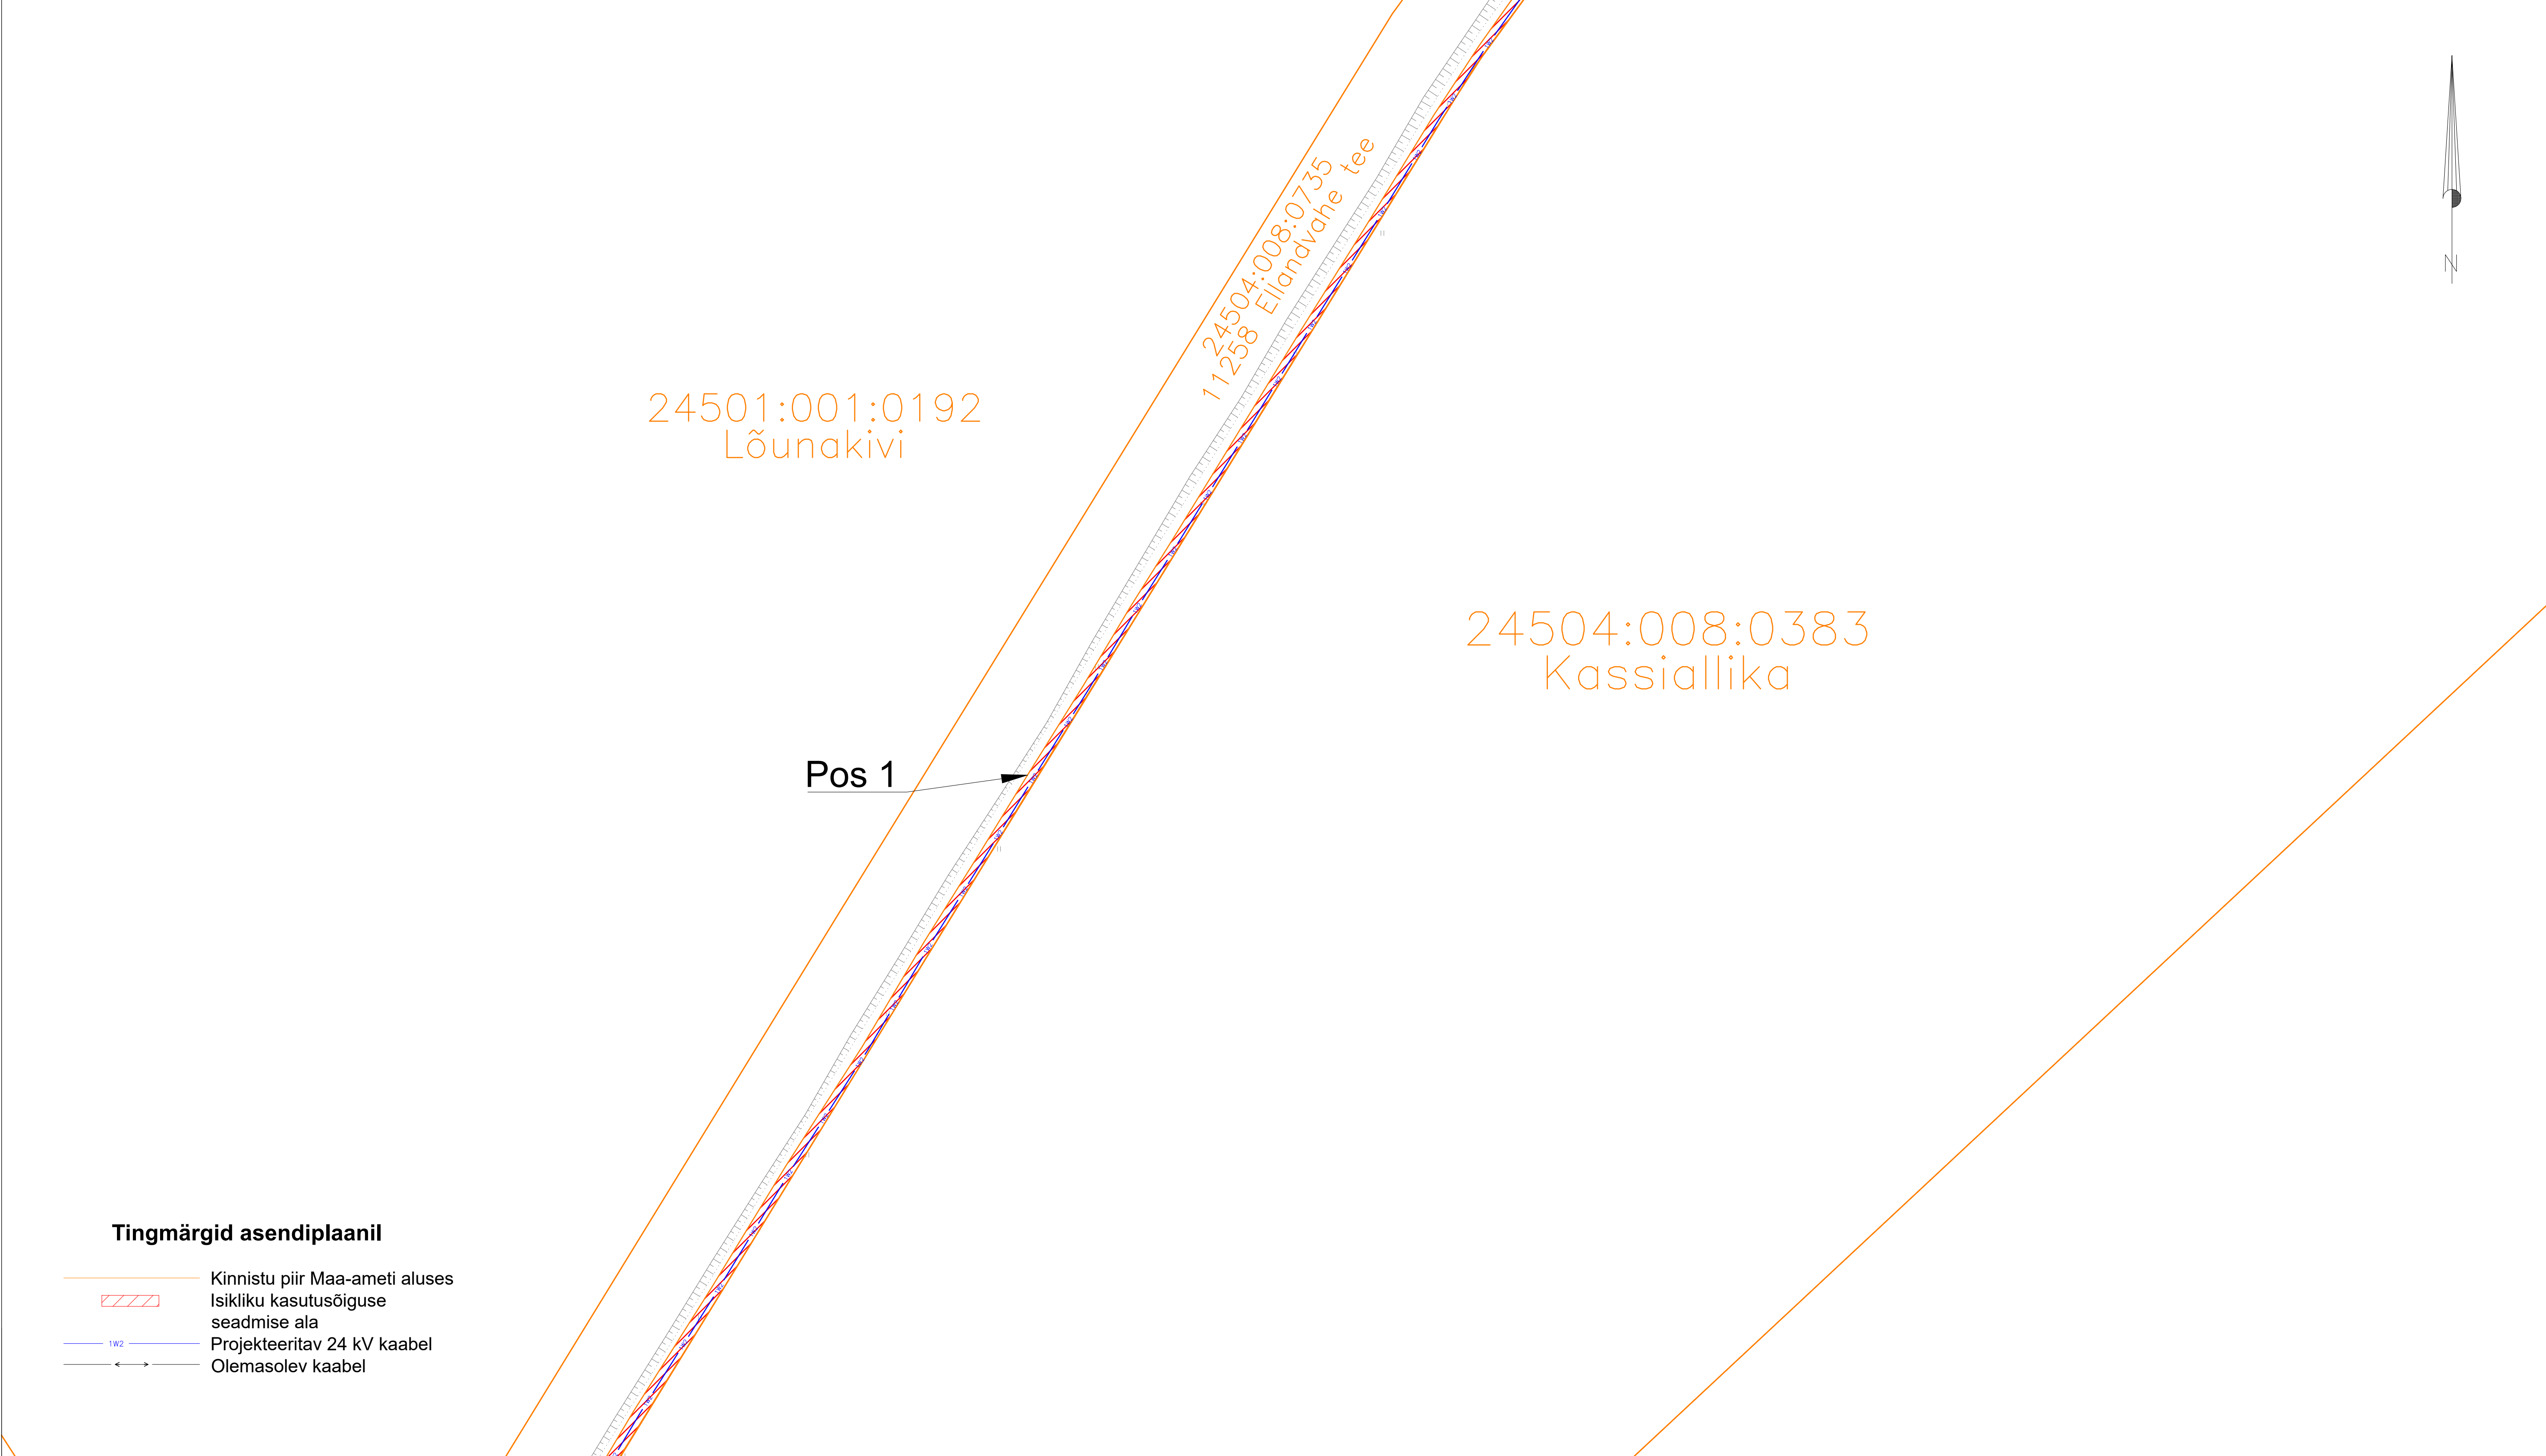 24504:008:0735
11258 Ellandvahe tee
N
24501:001:0192
Lõunakivi
24504:008:0383
Kassiallika
Pos 1
Tingmärgid asendiplaanil
Kinnistu piir Maa-ameti aluses
Isikliku kasutusõiguse
seadmise ala
1W2 Projekteeritav 24 kV kaabel
Olemasolev kaabel